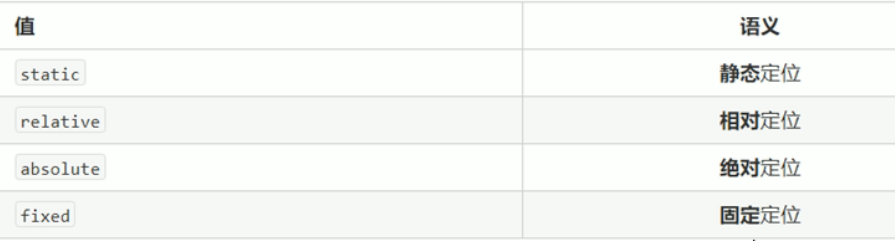 值 语义
static 静态定位
relative 相对定位
absolute 绝对定位
fixed 固定定位